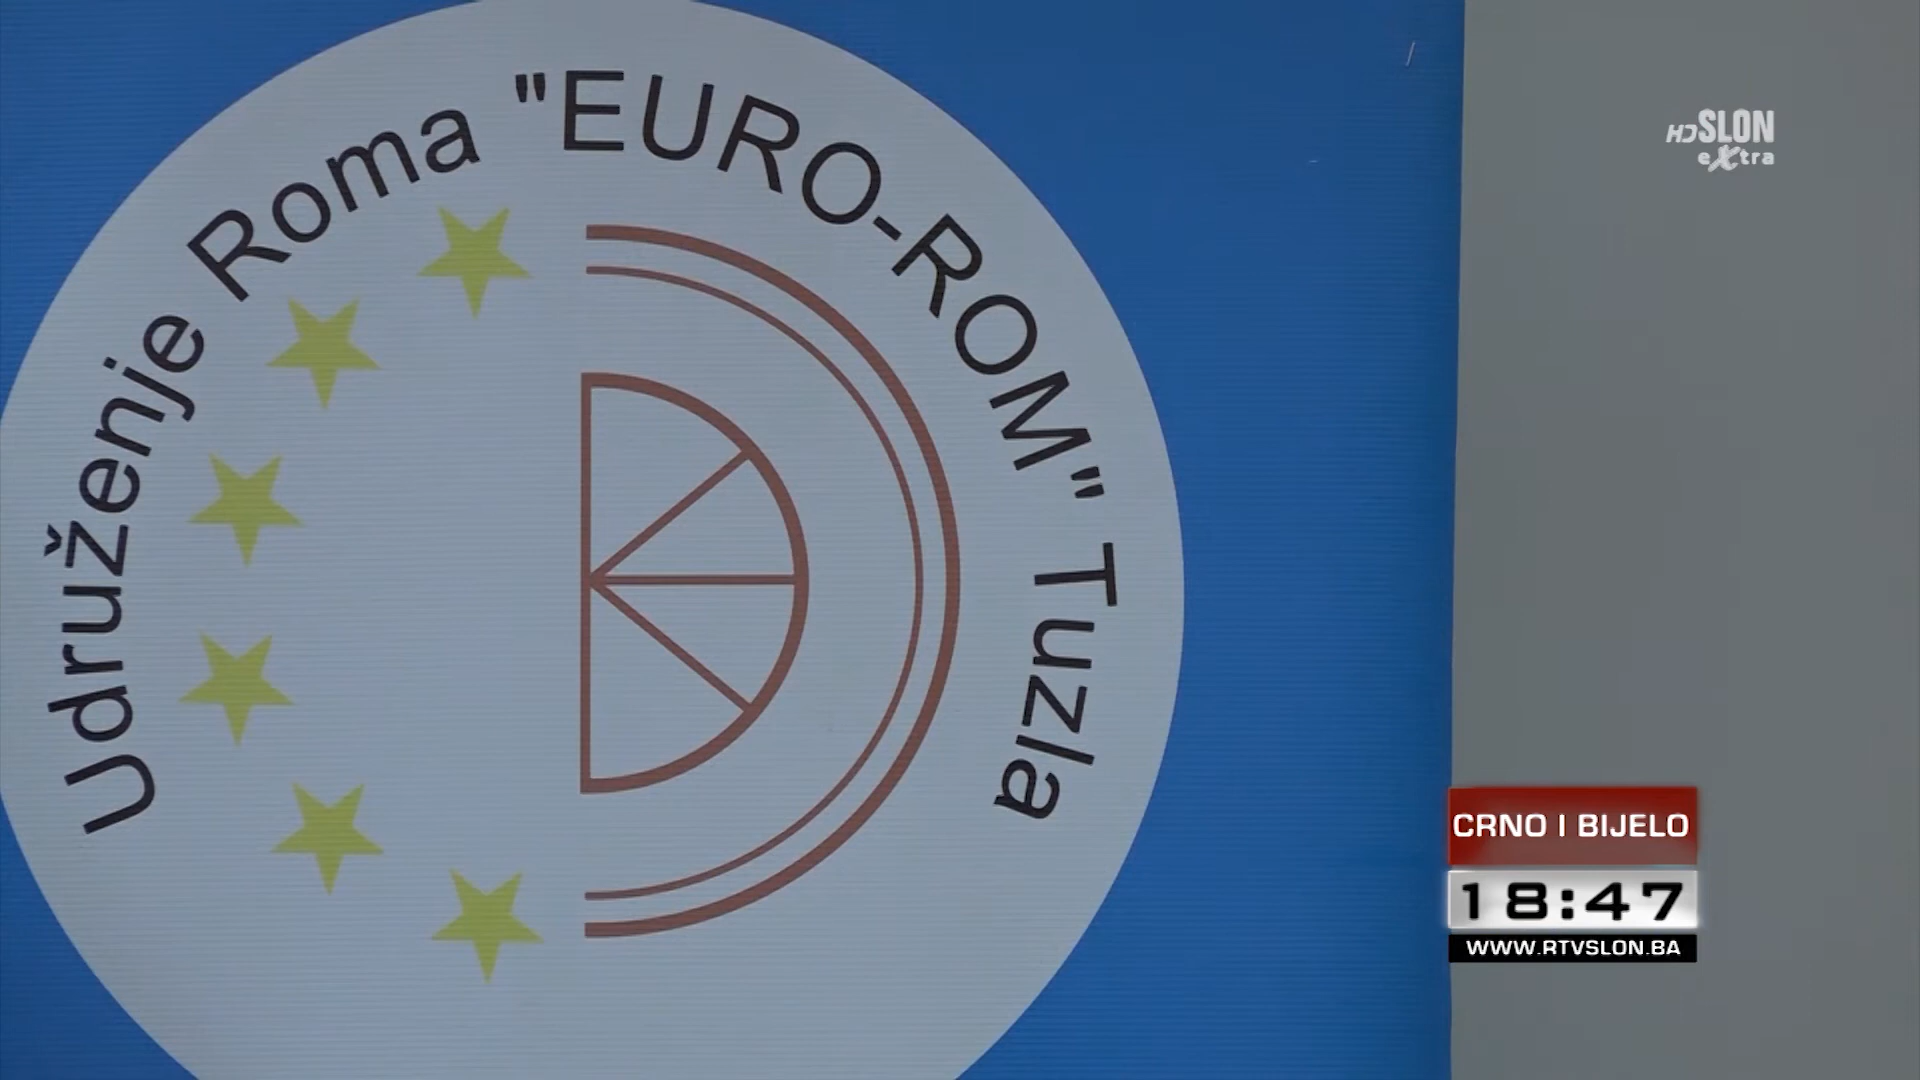 Udruženje Roma "EURO-ROM" Tuzla
HD SLON
eXtra
CRNO I BIJELO
18:47
WWW.RTVSLON.BA